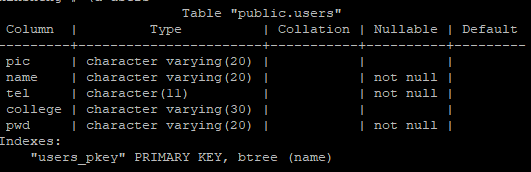 Table "public.users"
Column | Type | Collation | Nullable | Default
---------+-----------------------+-----------+----------+---------
pic | character varying(20) | | |
name | character varying(20) | | not null |
tel | character(11) | | not null |
college | character varying(30) | | |
pwd | character varying(20) | | not null |
Indexes:
"users_pkey" PRIMARY KEY, btree (name)